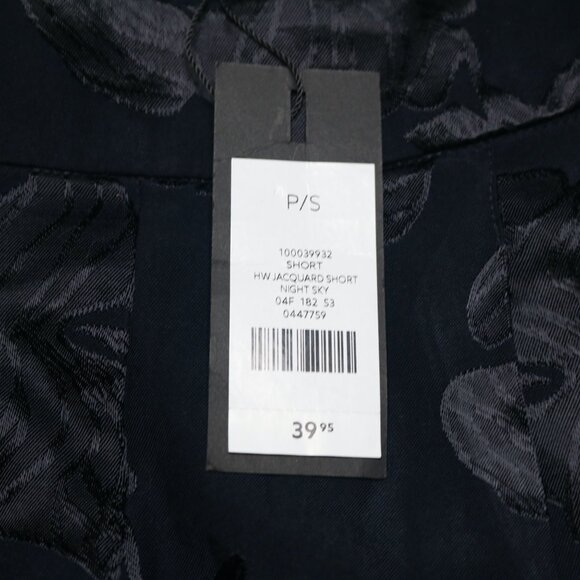 P/S
100039932
SHORT
HW JACQUARD SHORT
NIGHT SKY
04F 182 S3
0447759
39 95